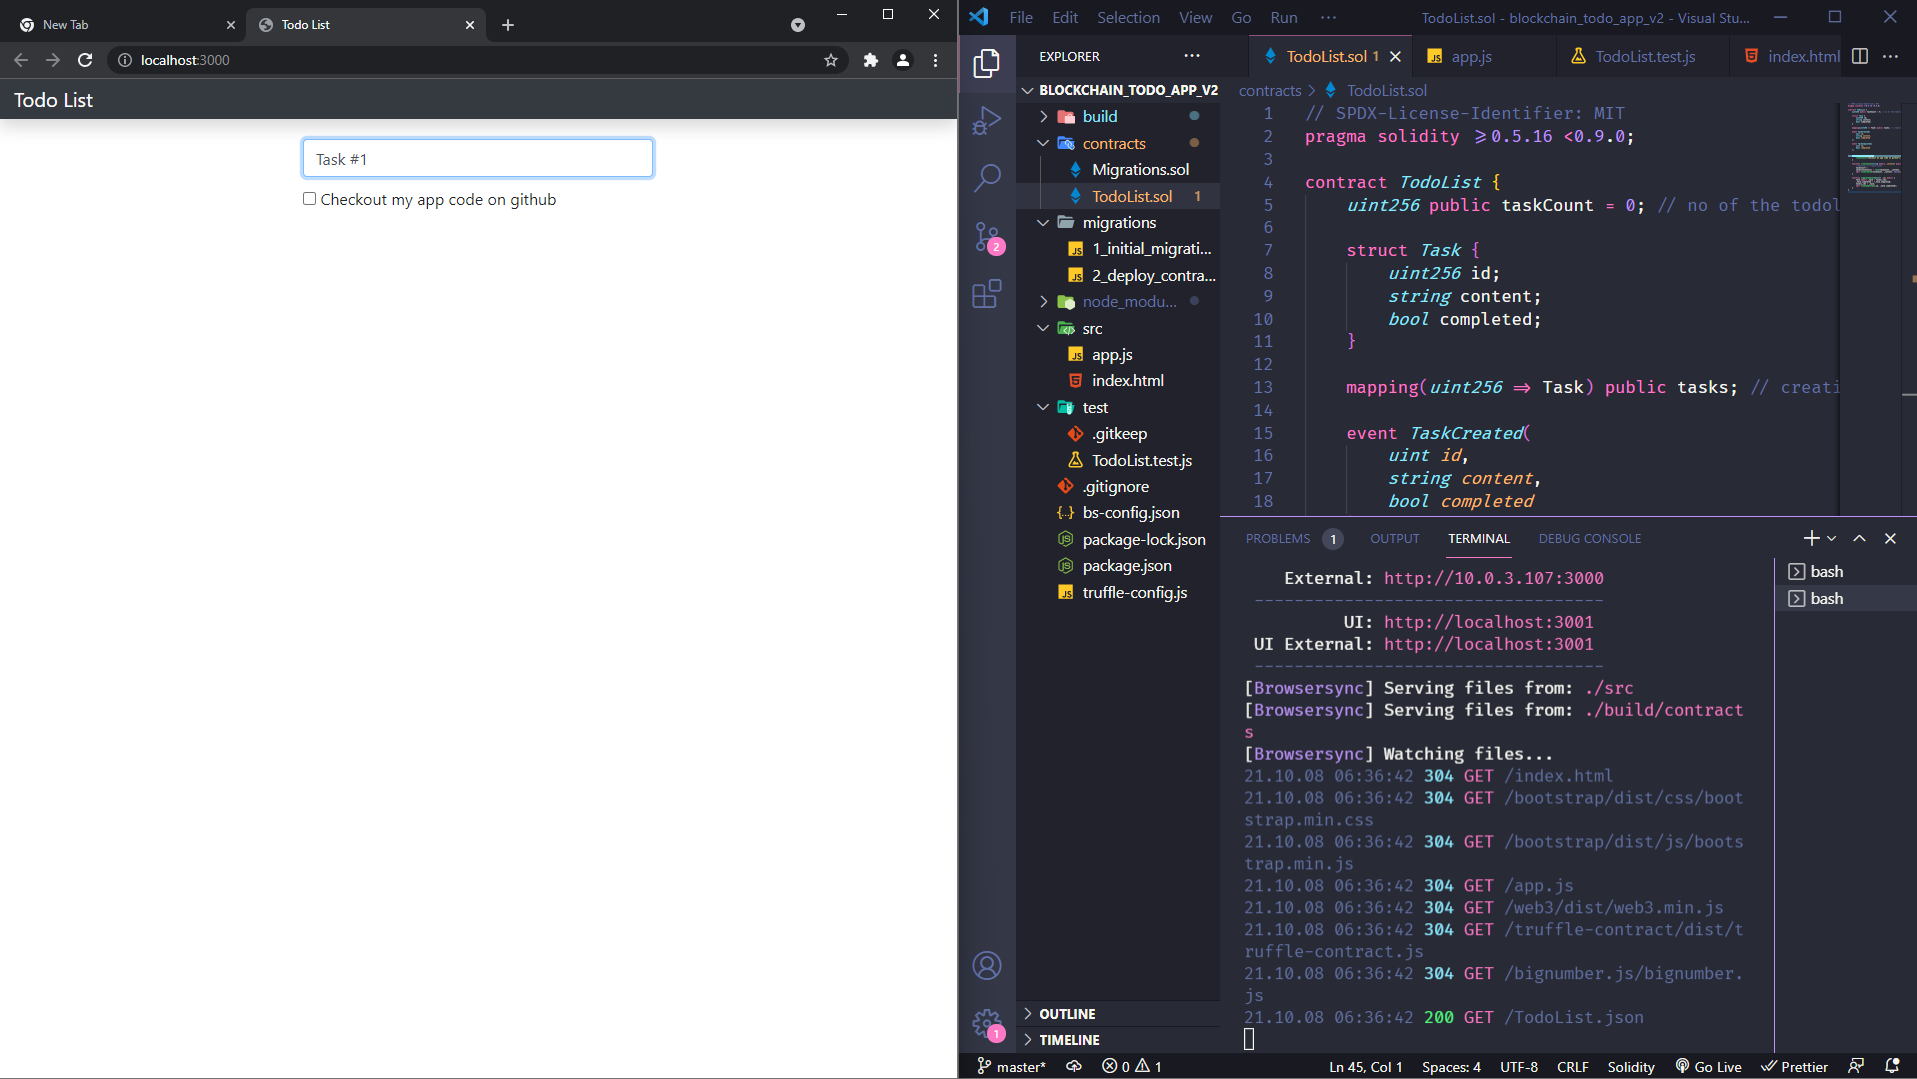 New Tab
Todo List
localhost:3000
Todo List
Task #1
Checkout my app code on github
File Edit Selection View Go Run ···
TodoList.sol - blockchain_todo_app_v2 - Visual Stu...
EXPLORER
TodoList.sol 1
app.js
TodoList.test.js
index.html
BLOCKCHAIN_TODO_APP_V2
build
contracts
Migrations.sol
TodoList.sol 1
migrations
1_initial_migrati...
2_deploy_contra...
node_modu...
src
app.js
index.html
test
.gitkeep
TodoList.test.js
.gitignore
bs-config.json
package-lock.json
package.json
truffle-config.js
OUTLINE
TIMELINE
2
1
contracts > TodoList.sol
1 // SPDX-License-Identifier: MIT
2 pragma solidity >=0.5.16 <0.9.0;
3
4 contract TodoList {
5 uint256 public taskCount = 0; // no of the todol
6
7 struct Task {
8 uint256 id;
9 string content;
10 bool completed;
11 }
12
13 mapping(uint256 => Task) public tasks; // creati
14
15 event TaskCreated(
16 uint id,
17 string content,
18 bool completed
PROBLEMS 1 OUTPUT TERMINAL DEBUG CONSOLE
bash
bash
External: http://10.0.3.107:3000
-----------------------------------
UI: http://localhost:3001
UI External: http://localhost:3001
-----------------------------------
[Browsersync] Serving files from: ./src
[Browsersync] Serving files from: ./build/contract
s
[Browsersync] Watching files...
21.10.08 06:36:42 304 GET /index.html
21.10.08 06:36:42 304 GET /bootstrap/dist/css/boot
strap.min.css
21.10.08 06:36:42 304 GET /bootstrap/dist/js/boots
trap.min.js
21.10.08 06:36:42 304 GET /app.js
21.10.08 06:36:42 304 GET /web3/dist/web3.min.js
21.10.08 06:36:42 304 GET /truffle-contract/dist/t
ruffle-contract.js
21.10.08 06:36:42 304 GET /bignumber.js/bignumber.
js
21.10.08 06:36:42 200 GET /TodoList.json
master* 0 1 Ln 45, Col 1 Spaces: 4 UTF-8 CRLF Solidity Go Live Prettier